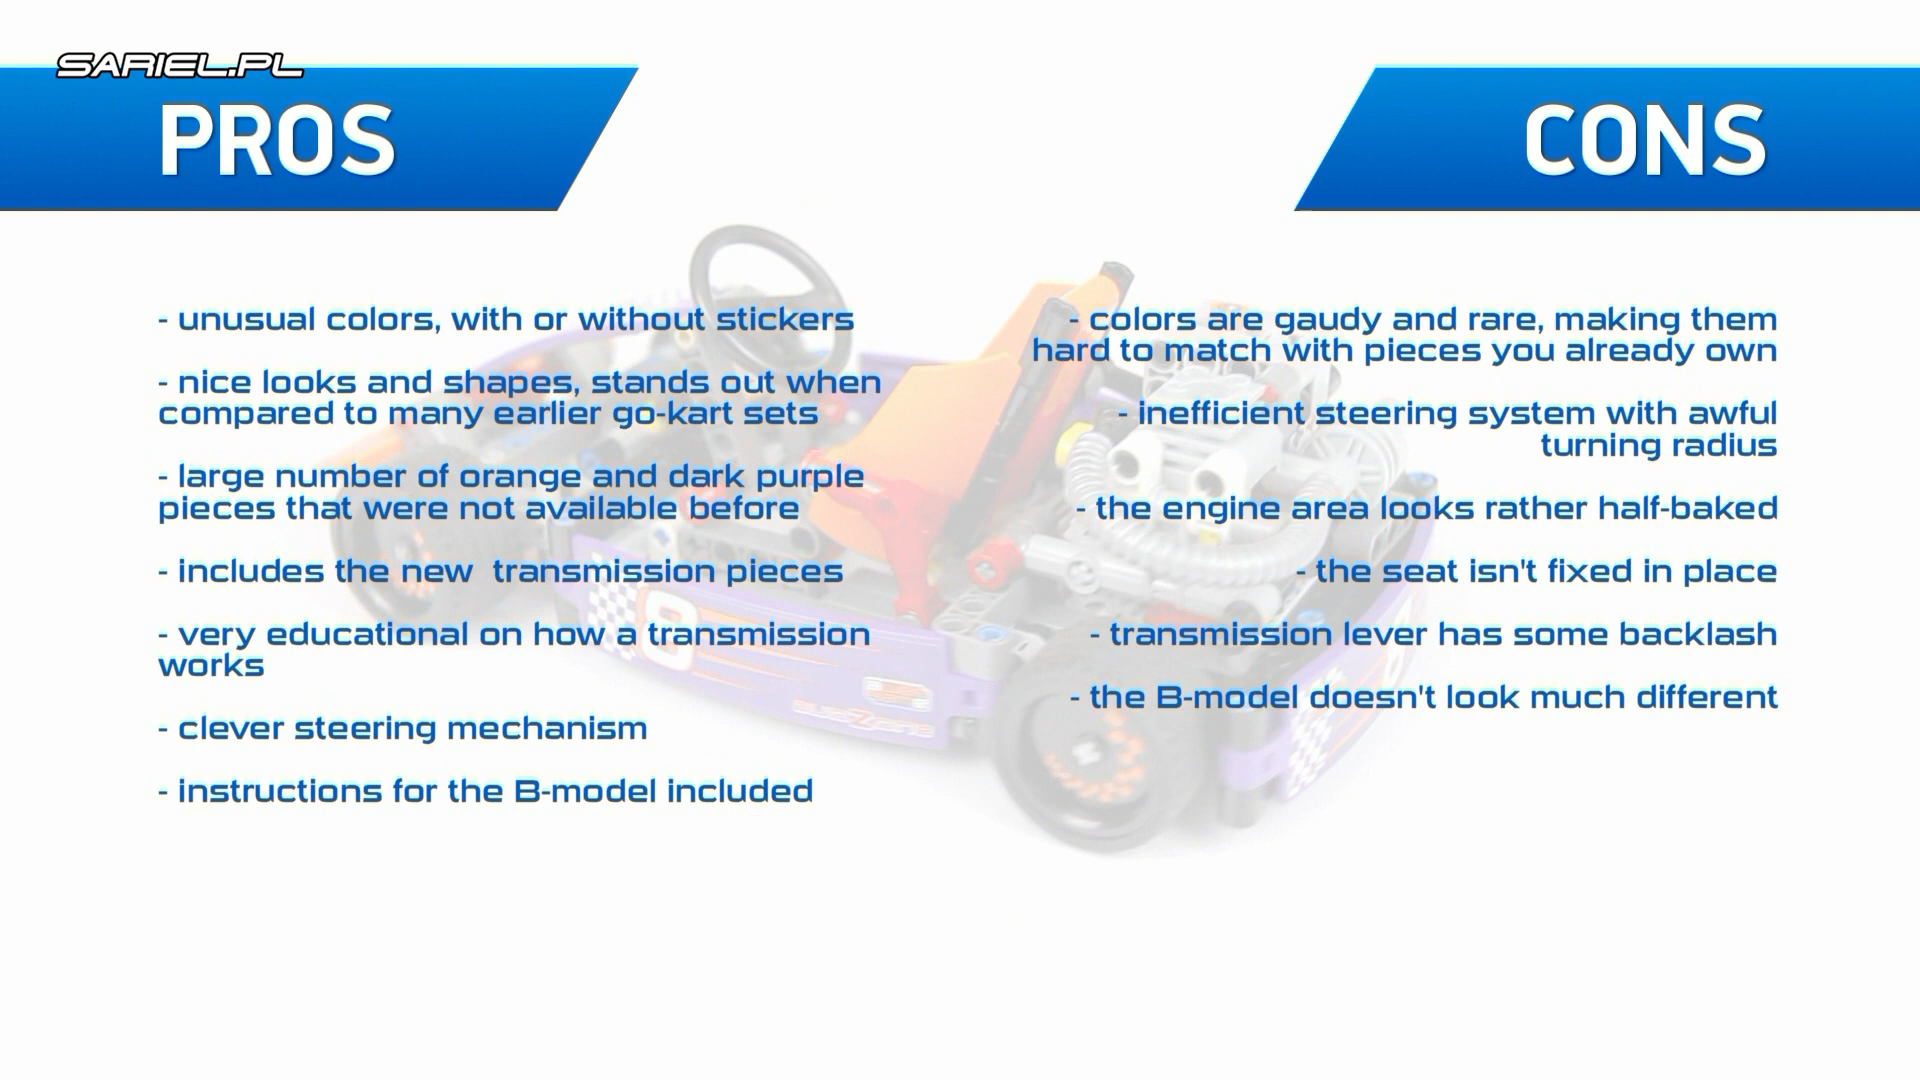 SARIEL.PL
PROS
- unusual colors, with or without stickers
- nice looks and shapes, stands out when
compared to many earlier go-kart sets
- large number of orange and dark purple
pieces that were not available before
- includes the new  transmission pieces
- very educational on how a transmission
works
- clever steering mechanism
- instructions for the B-model included
CONS
- colors are gaudy and rare, making them
hard to match with pieces you already own
- inefficient steering system with awful
turning radius
- the engine area looks rather half-baked
- the seat isn't fixed in place
- transmission lever has some backlash
- the B-model doesn't look much different
8